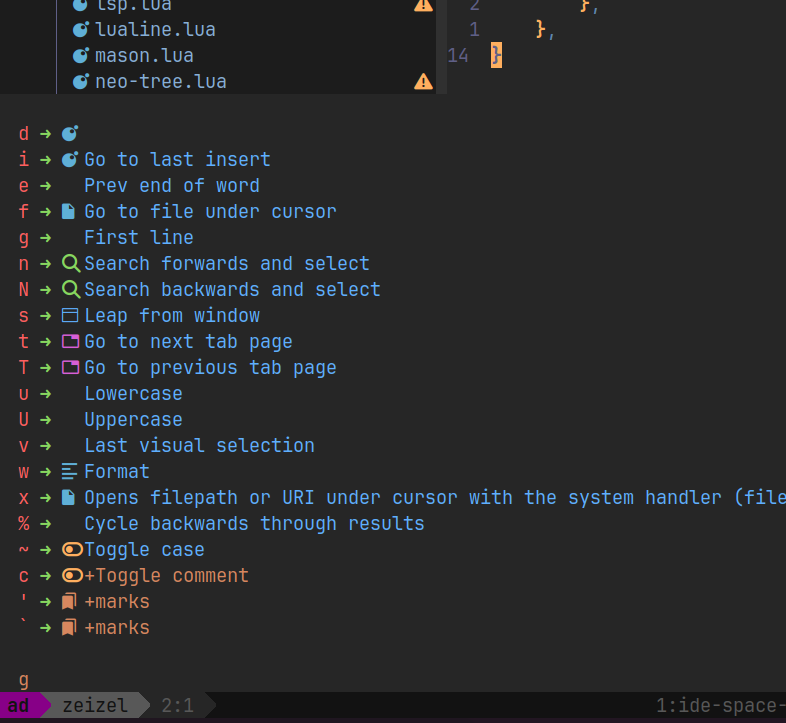 lsp.lua
lualine.lua
mason.lua
neo-tree.lua
2 },
1 },
14 }
d ➜
i ➜ Go to last insert
e ➜ Prev end of word
f ➜ Go to file under cursor
g ➜ First line
n ➜ Search forwards and select
N ➜ Search backwards and select
s ➜ Leap from window
t ➜ Go to next tab page
T ➜ Go to previous tab page
u ➜ Lowercase
U ➜ Uppercase
v ➜ Last visual selection
w ➜ Format
x ➜ Opens filepath or URI under cursor with the system handler (file
% ➜ Cycle backwards through results
~ ➜ Toggle case
c ➜ +Toggle comment
' ➜ +marks
` ➜ +marks
g
ad zeizel 2:1 1:ide-space-